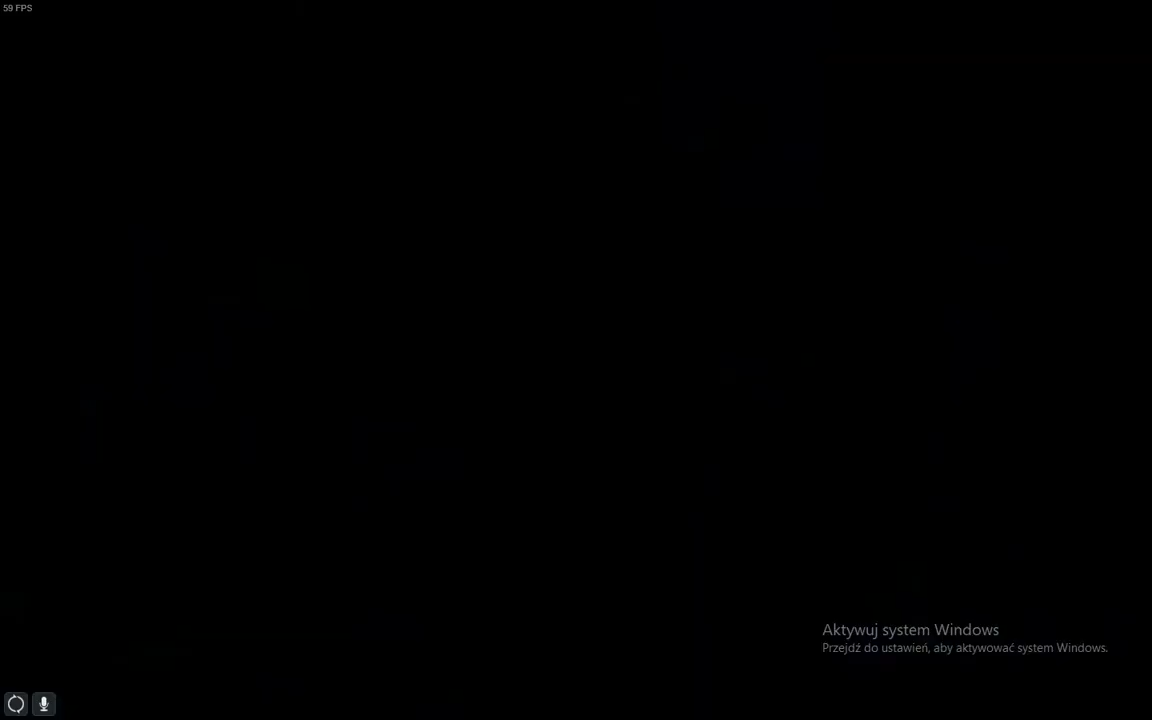 59 FPS
Aktywuj system Windows
Przejdź do ustawień, aby aktywować system Windows.